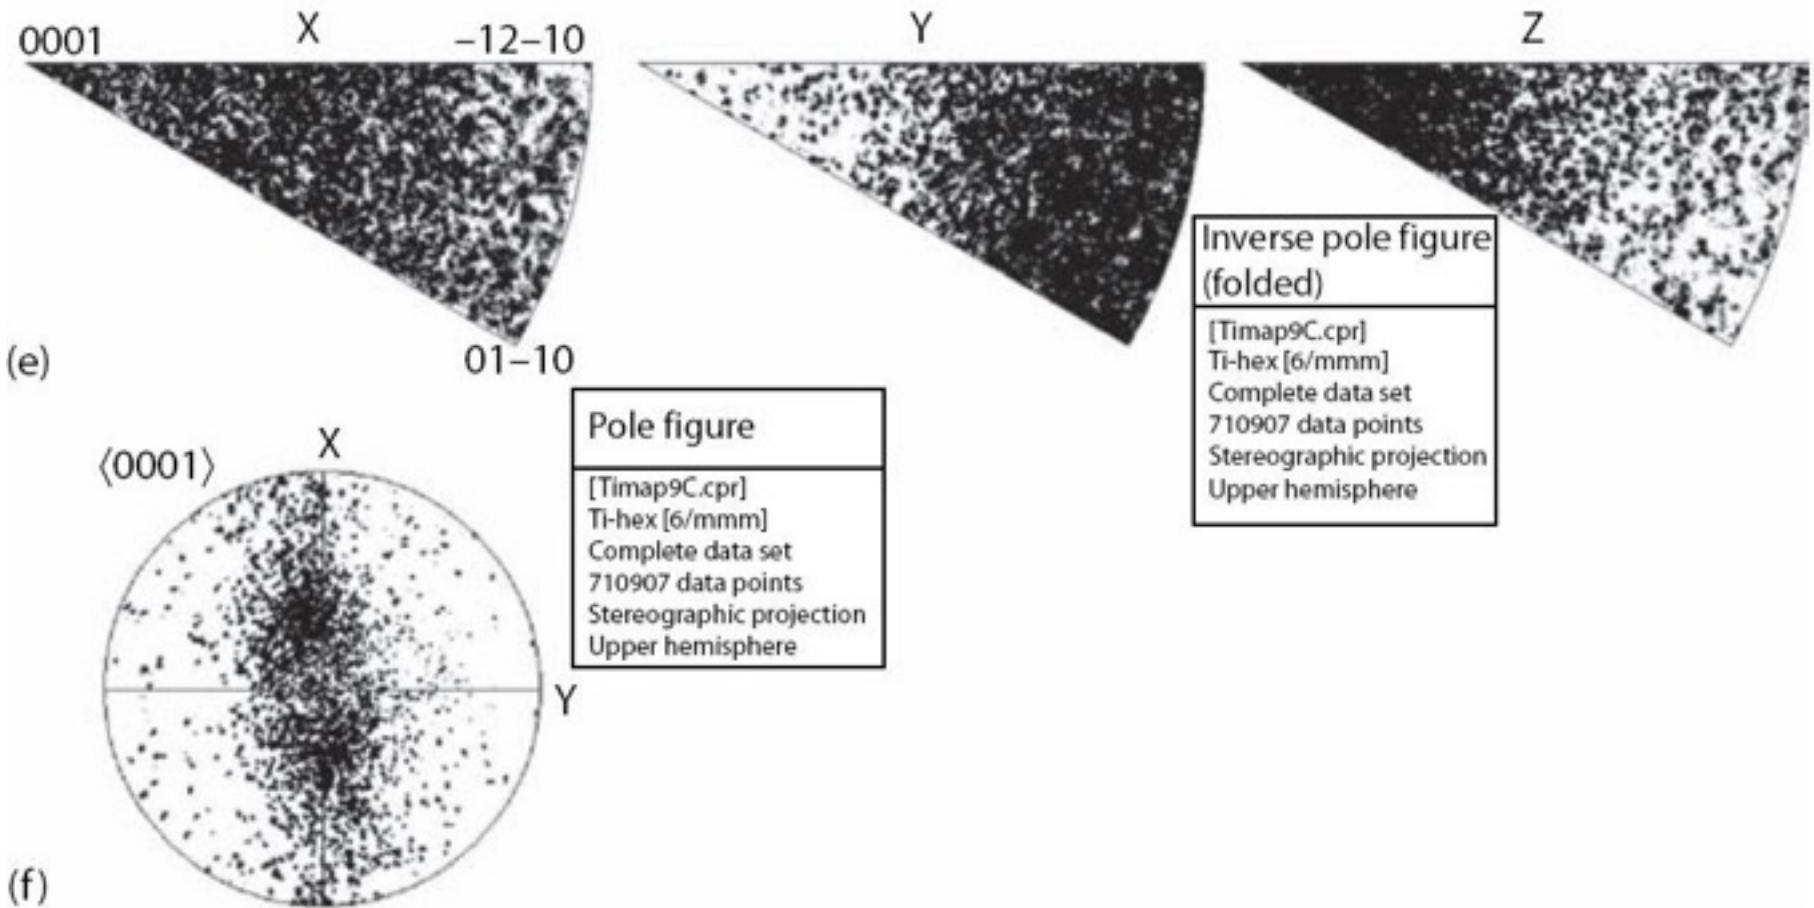 X
Y
Z
0001
–12–10
01–10
(e)
Inverse pole figure
(folded)
[Timap9C.cpr]
Ti-hex [6/mmm]
Complete data set
710907 data points
Stereographic projection
Upper hemisphere
X
⟨0001⟩
Y
(f)
Pole figure
[Timap9C.cpr]
Ti-hex [6/mmm]
Complete data set
710907 data points
Stereographic projection
Upper hemisphere